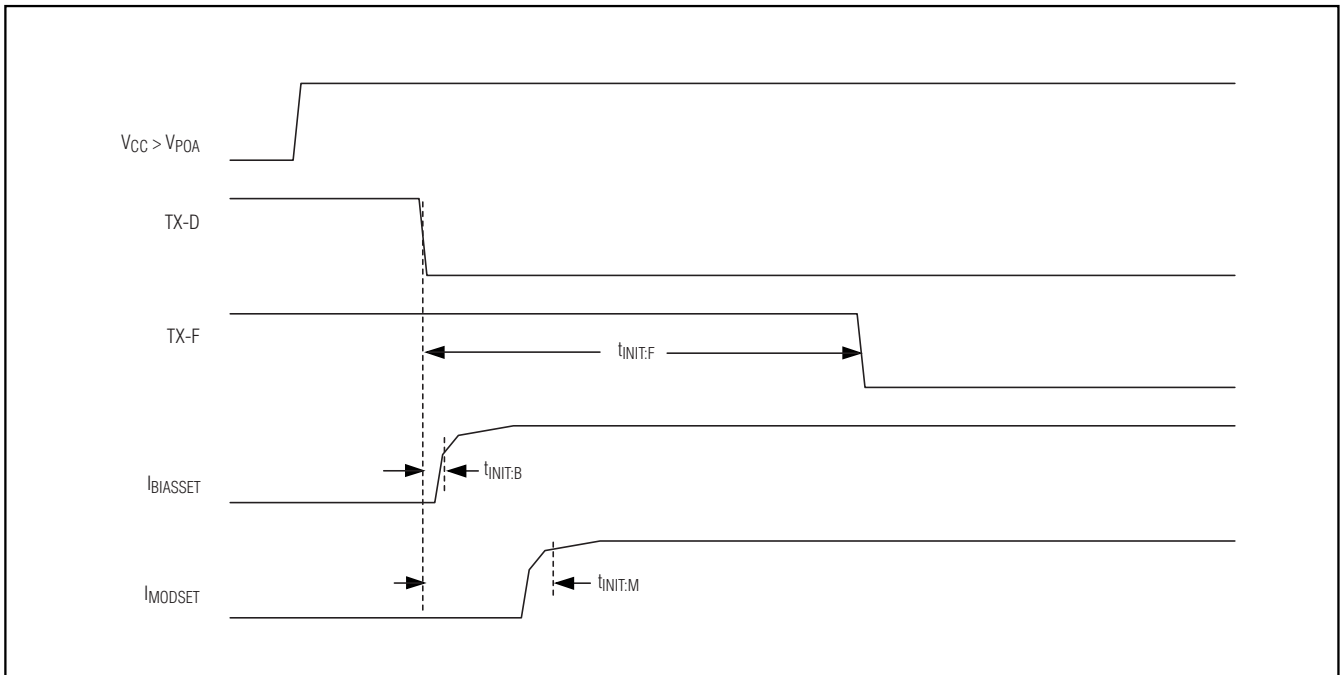 VCC > VPOA
TX-D
TX-F
tINIT:F
IBIASSET
tINIT:B
IMODSET
tINIT:M